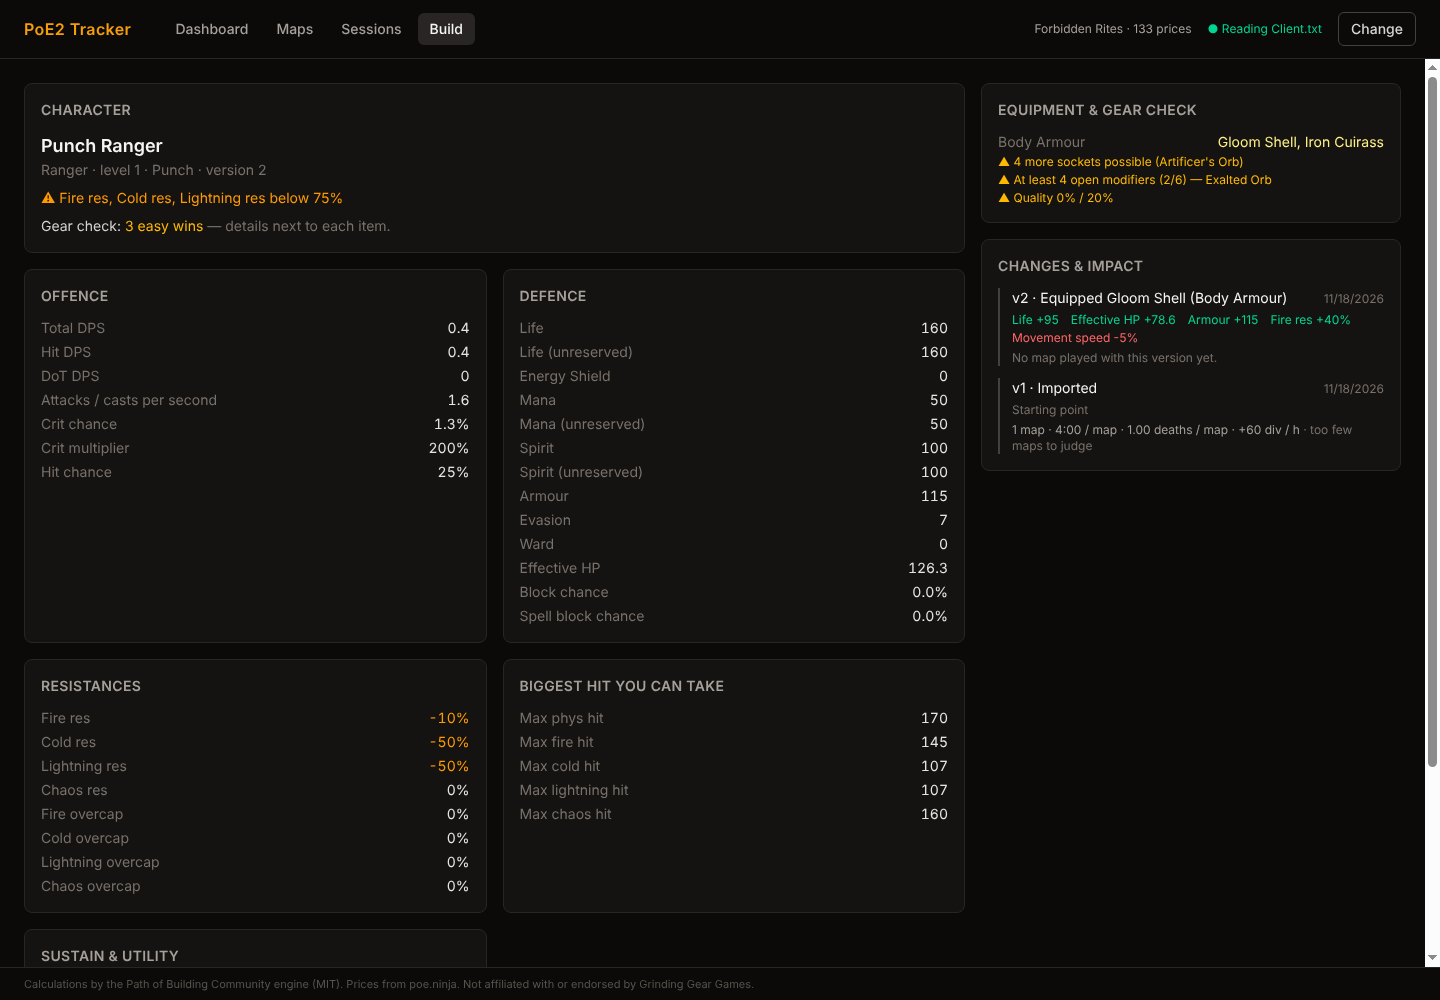 PoE2 Tracker
Dashboard
Maps
Sessions
Build
Forbidden Rites · 133 prices
Reading Client.txt
Change
CHARACTER
Punch Ranger
Ranger · level 1 · Punch · version 2
⚠ Fire res, Cold res, Lightning res below 75%
Gear check: 3 easy wins — details next to each item.
OFFENCE
Total DPS 0.4
Hit DPS 0.4
DoT DPS 0
Attacks / casts per second 1.6
Crit chance 1.3%
Crit multiplier 200%
Hit chance 25%
DEFENCE
Life 160
Life (unreserved) 160
Energy Shield 0
Mana 50
Mana (unreserved) 50
Spirit 100
Spirit (unreserved) 100
Armour 115
Evasion 7
Ward 0
Effective HP 126.3
Block chance 0.0%
Spell block chance 0.0%
RESISTANCES
Fire res -10%
Cold res -50%
Lightning res -50%
Chaos res 0%
Fire overcap 0%
Cold overcap 0%
Lightning overcap 0%
Chaos overcap 0%
BIGGEST HIT YOU CAN TAKE
Max phys hit 170
Max fire hit 145
Max cold hit 107
Max lightning hit 107
Max chaos hit 160
SUSTAIN & UTILITY
EQUIPMENT & GEAR CHECK
Body Armour Gloom Shell, Iron Cuirass
▲ 4 more sockets possible (Artificer's Orb)
▲ At least 4 open modifiers (2/6) — Exalted Orb
▲ Quality 0% / 20%
CHANGES & IMPACT
v2 · Equipped Gloom Shell (Body Armour) 11/18/2026
Life +95 Effective HP +78.6 Armour +115 Fire res +40%
Movement speed -5%
No map played with this version yet.
v1 · Imported 11/18/2026
Starting point
1 map · 4:00 / map · 1.00 deaths / map · +60 div / h · too few
maps to judge
Calculations by the Path of Building Community engine (MIT). Prices from poe.ninja. Not affiliated with or endorsed by Grinding Gear Games.